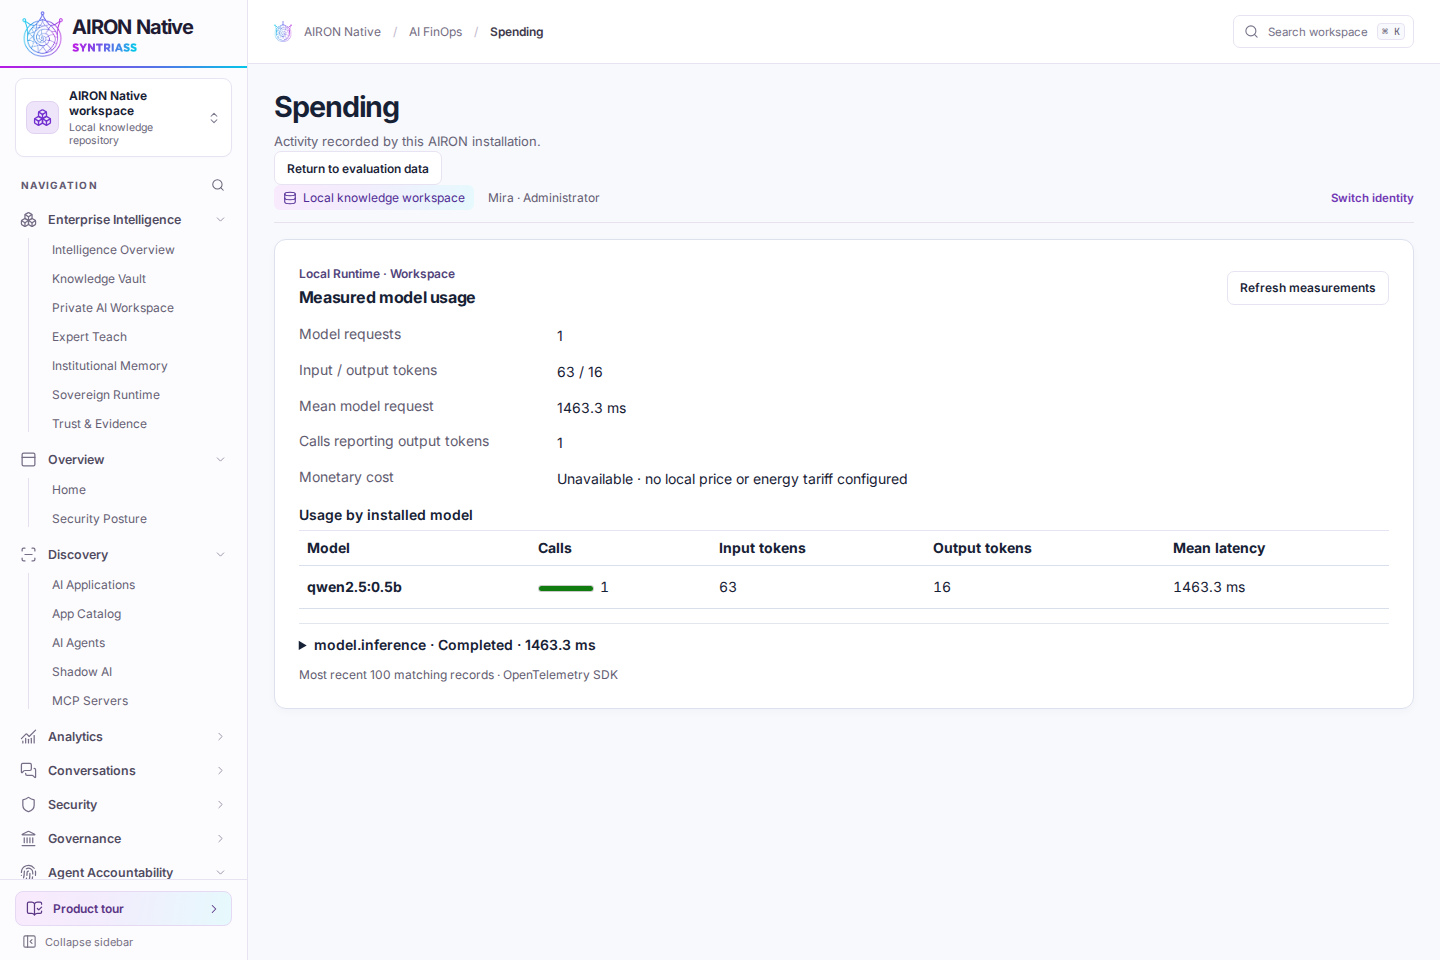 AIRON Native
SYNTRIASS
AIRON Native
workspace
Local knowledge
repository
NAVIGATION
Enterprise Intelligence
Intelligence Overview
Knowledge Vault
Private AI Workspace
Expert Teach
Institutional Memory
Sovereign Runtime
Trust & Evidence
Overview
Home
Security Posture
Discovery
AI Applications
App Catalog
AI Agents
Shadow AI
MCP Servers
Analytics
Conversations
Security
Governance
Agent Accountability
Product tour
Collapse sidebar
AIRON Native / AI FinOps / Spending
Search workspace ⌘ K
Spending
Activity recorded by this AIRON installation.
Return to evaluation data
Local knowledge workspace Mira · Administrator Switch identity
Local Runtime · Workspace
Measured model usage
Refresh measurements
Model requests 1
Input / output tokens 63 / 16
Mean model request 1463.3 ms
Calls reporting output tokens 1
Monetary cost Unavailable · no local price or energy tariff configured
Usage by installed model
Model Calls Input tokens Output tokens Mean latency
qwen2.5:0.5b 1 63 16 1463.3 ms
model.inference · Completed · 1463.3 ms
Most recent 100 matching records · OpenTelemetry SDK